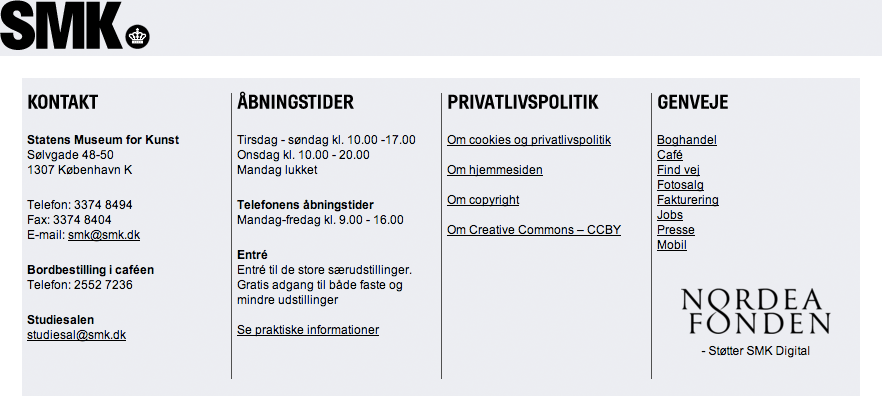 SMK
KONTAKT
Statens Museum for Kunst
Sølvgade 48-50
1307 København K
Telefon: 3374 8494
Fax: 3374 8404
E-mail: smk@smk.dk
Bordbestilling i caféen
Telefon: 2552 7236
Studiesalen
studiesal@smk.dk
ÅBNINGSTIDER
Tirsdag - søndag kl. 10.00 -17.00
Onsdag kl. 10.00 - 20.00
Mandag lukket
Telefonens åbningstider
Mandag-fredag kl. 9.00 - 16.00
Entré
Entré til de store særudstillinger.
Gratis adgang til både faste og
mindre udstillinger
Se praktiske informationer
PRIVATLIVSPOLITIK
Om cookies og privatlivspolitik
Om hjemmesiden
Om copyright
Om Creative Commons – CCBY
GENVEJE
Boghandel
Café
Find vej
Fotosalg
Fakturering
Jobs
Presse
Mobil
NORDEA
FONDEN
- Støtter SMK Digital